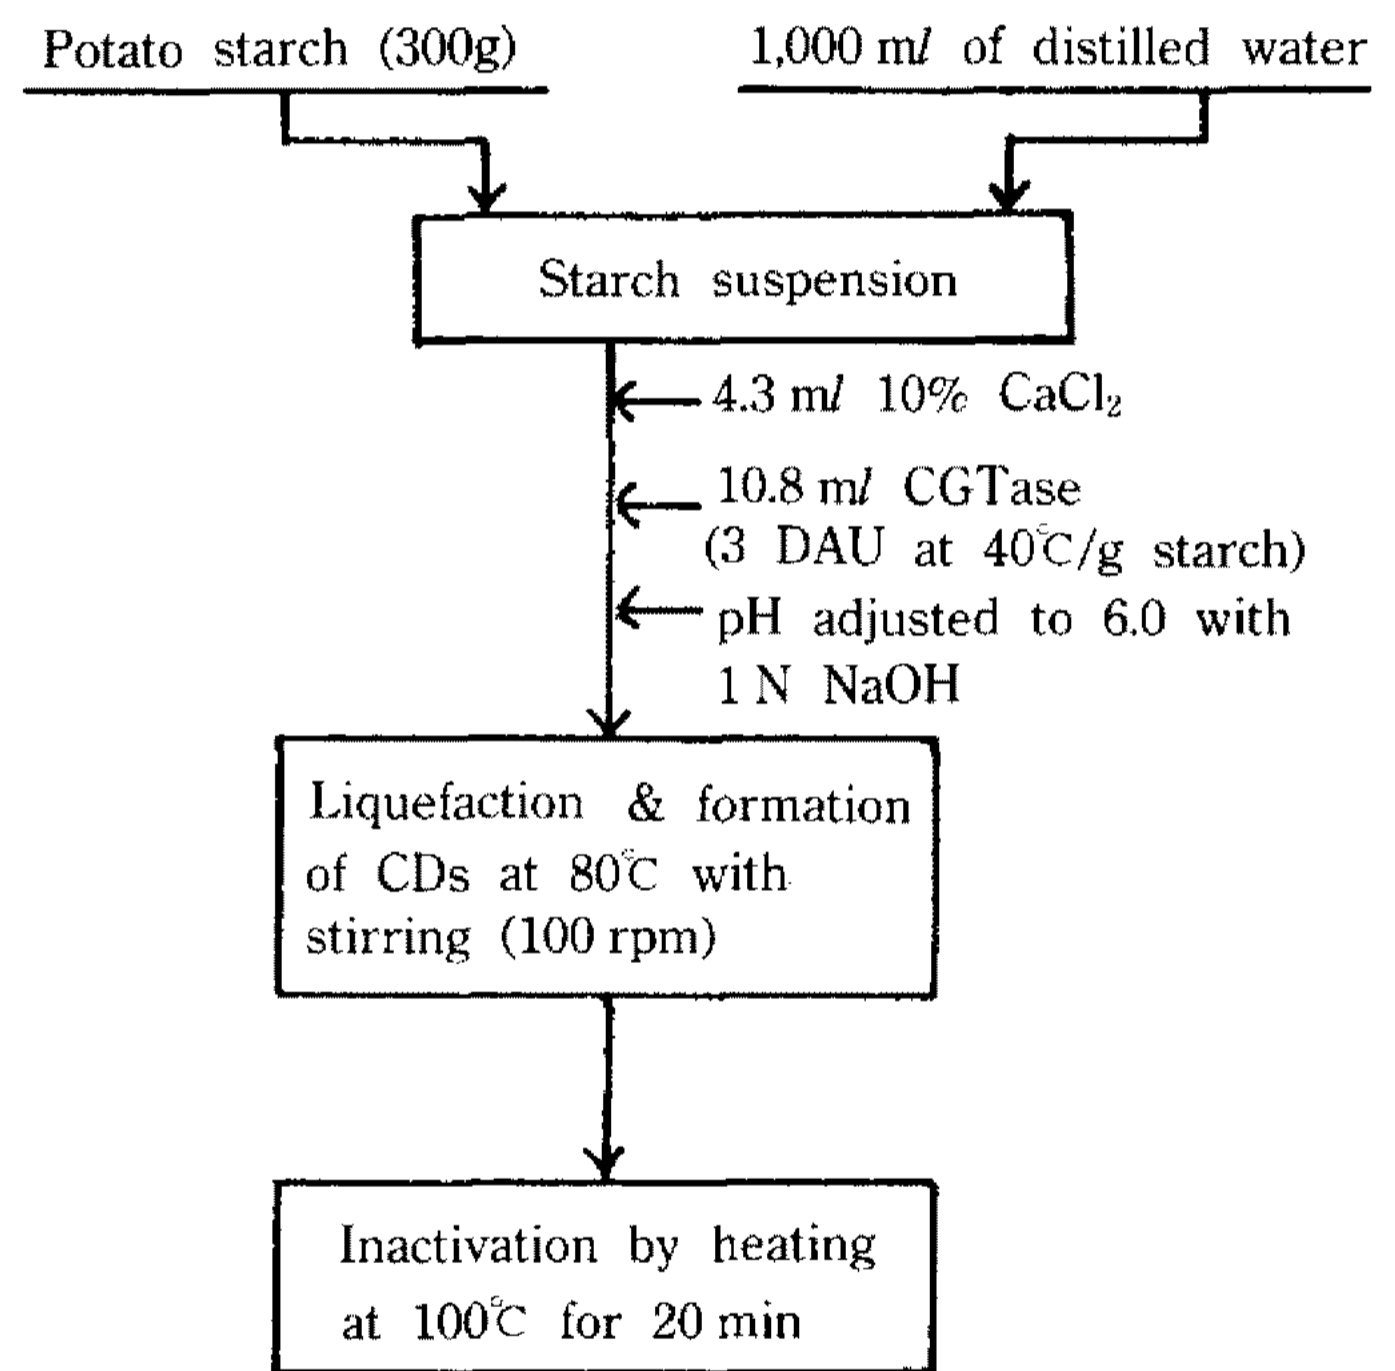 Potato starch (300g)
1,000 ml of distilled water
Starch suspension
4.3 ml 10% CaCl₂
10.8 ml CGTase
(3 DAU at 40℃/g starch)
pH adjusted to 6.0 with
1 N NaOH
Liquefaction & formation
of CDs at 80℃ with
stirring (100 rpm)
Inactivation by heating
at 100℃ for 20 min